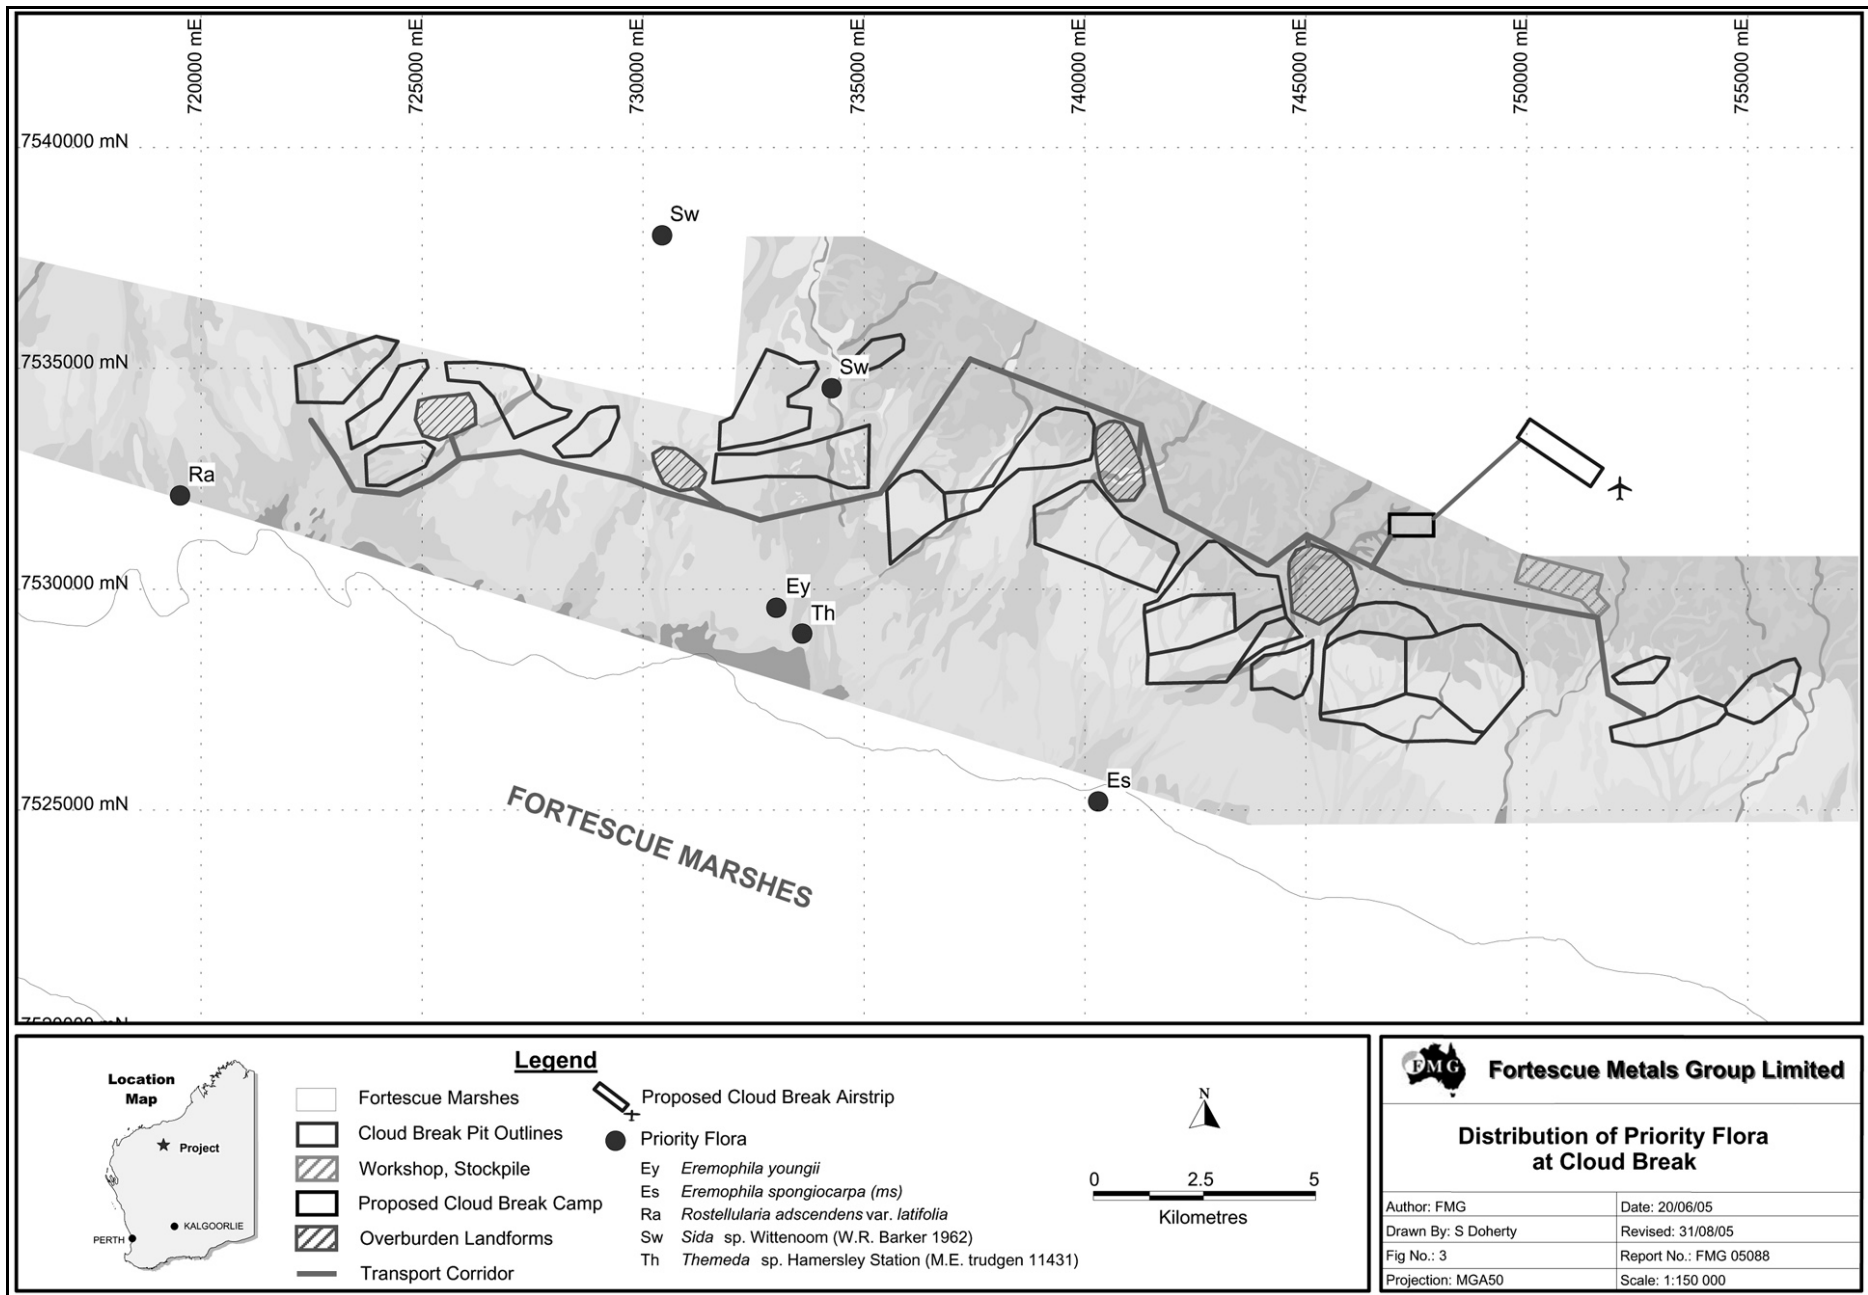 720000 mE
725000 mE
730000 mE
735000 mE
740000 mE
745000 mE
750000 mE
755000 mE
7540000 mN
Sw
7535000 mN
Sw
Ra
7530000 mN
Ey
Th
Es
7525000 mN
FORTESCUE MARSHES
Location
Map
Project
KALGOORLIE
PERTH
Legend
Fortescue Marshes
Cloud Break Pit Outlines
Workshop, Stockpile
Proposed Cloud Break Camp
Overburden Landforms
Transport Corridor
Proposed Cloud Break Airstrip
Priority Flora
Ey Eremophila youngii
Es Eremophila spongiocarpa (ms)
Ra Rostellularia adscendens var. latifolia
Sw Sida sp. Wittenoom (W.R. Barker 1962)
Th Themeda sp. Hamersley Station (M.E. trudgen 11431)
N
0 2.5 5
Kilometres
FMG
Fortescue Metals Group Limited
Distribution of Priority Flora
at Cloud Break
Author: FMG Date: 20/06/05
Drawn By: S Doherty Revised: 31/08/05
Fig No.: 3 Report No.: FMG 05088
Projection: MGA50 Scale: 1:150 000